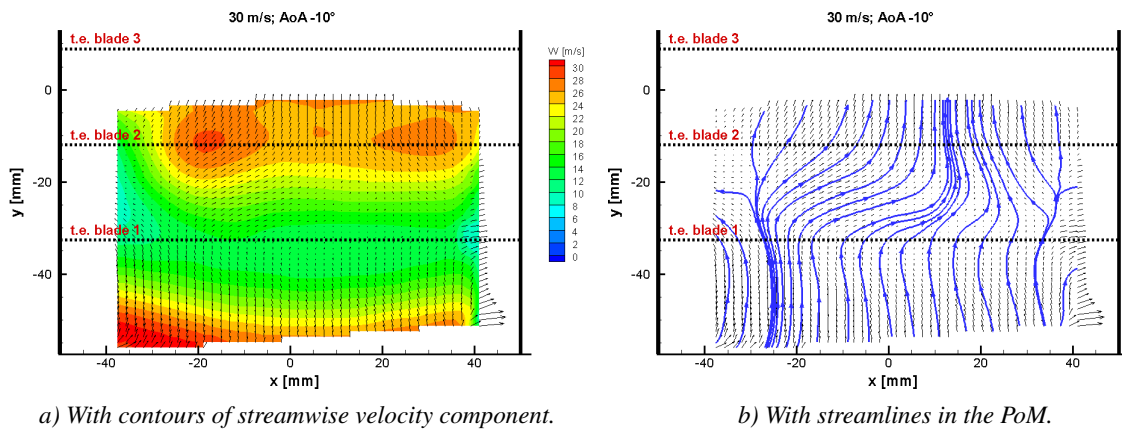 30 m/s; AoA -10°
t.e. blade 3
t.e. blade 2
t.e. blade 1
0
-20
-40
y [mm]
-40
-20
0
20
40
x [mm]
W [m/s]
30
28
26
24
22
20
18
16
14
12
10
8
6
4
2
0
a) With contours of streamwise velocity component.
30 m/s; AoA -10°
t.e. blade 3
t.e. blade 2
t.e. blade 1
0
-20
-40
y [mm]
-40
-20
0
20
40
x [mm]
b) With streamlines in the PoM.